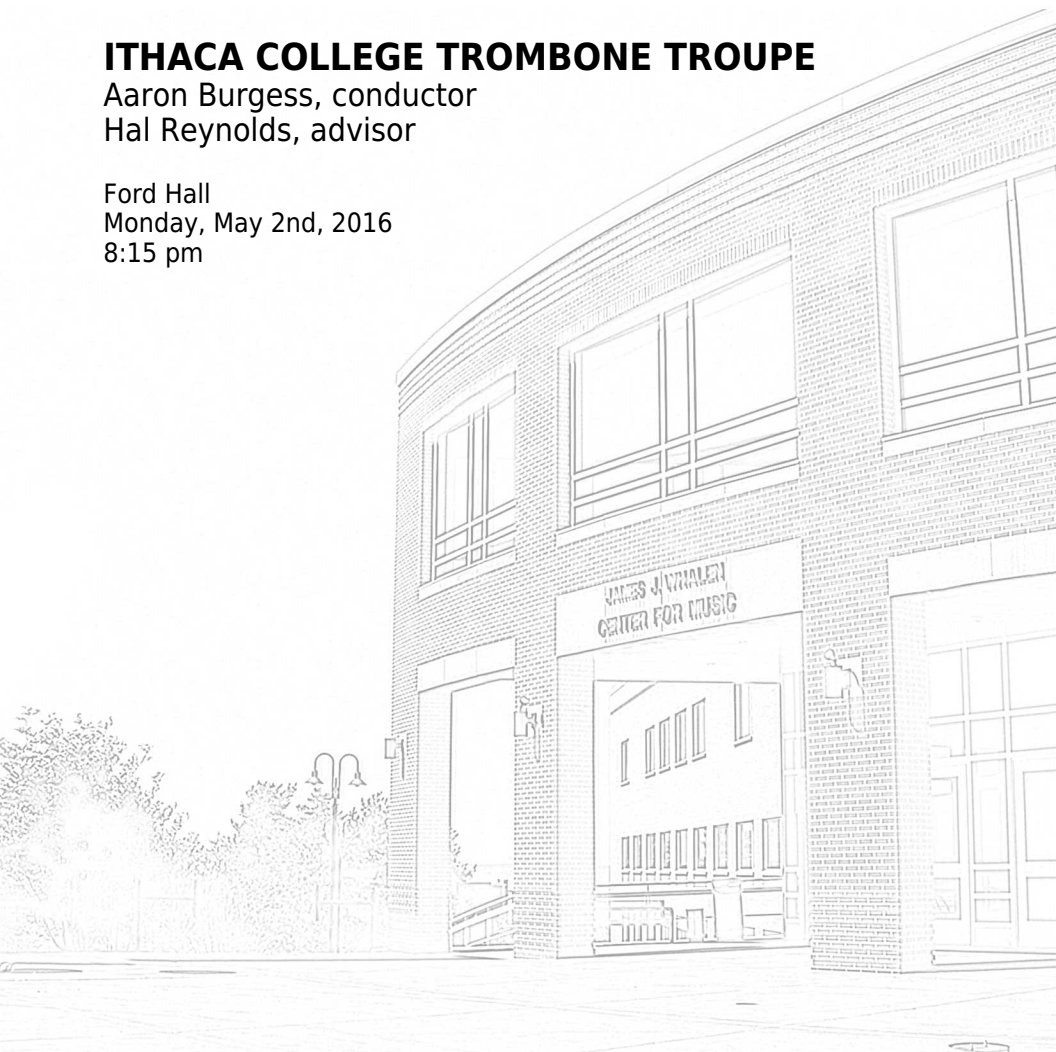 ITHACA COLLEGE TROMBONE TROUPE
Aaron Burgess, conductor
Hal Reynolds, advisor
Ford Hall
Monday, May 2nd, 2016
8:15 pm
JAMES J. WHALEN
CENTER FOR MUSIC